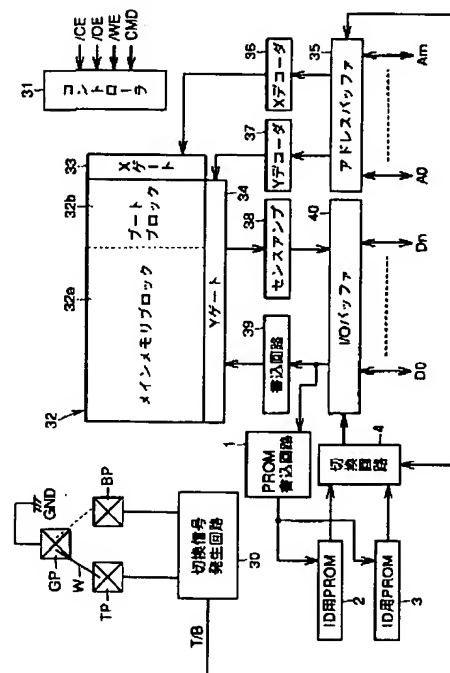 GND
GP
W
TP
BP
切換信号
発生回路
30
T/B
32
32a
32b
メインメモリブロック
ブート
ブロック
33
Xゲート
Yゲート
34
31
コントローラ
/CE
/OE
/WE
CMD
36
Xデコーダ
37
Yデコーダ
35
アドレスバッファ
38
センスアンプ
39
書込回路
40
I/Oバッファ
1
PROM
書込回路
ID用PROM
2
ID用PROM
3
切換回路
4
D0
Dn
A0
Am